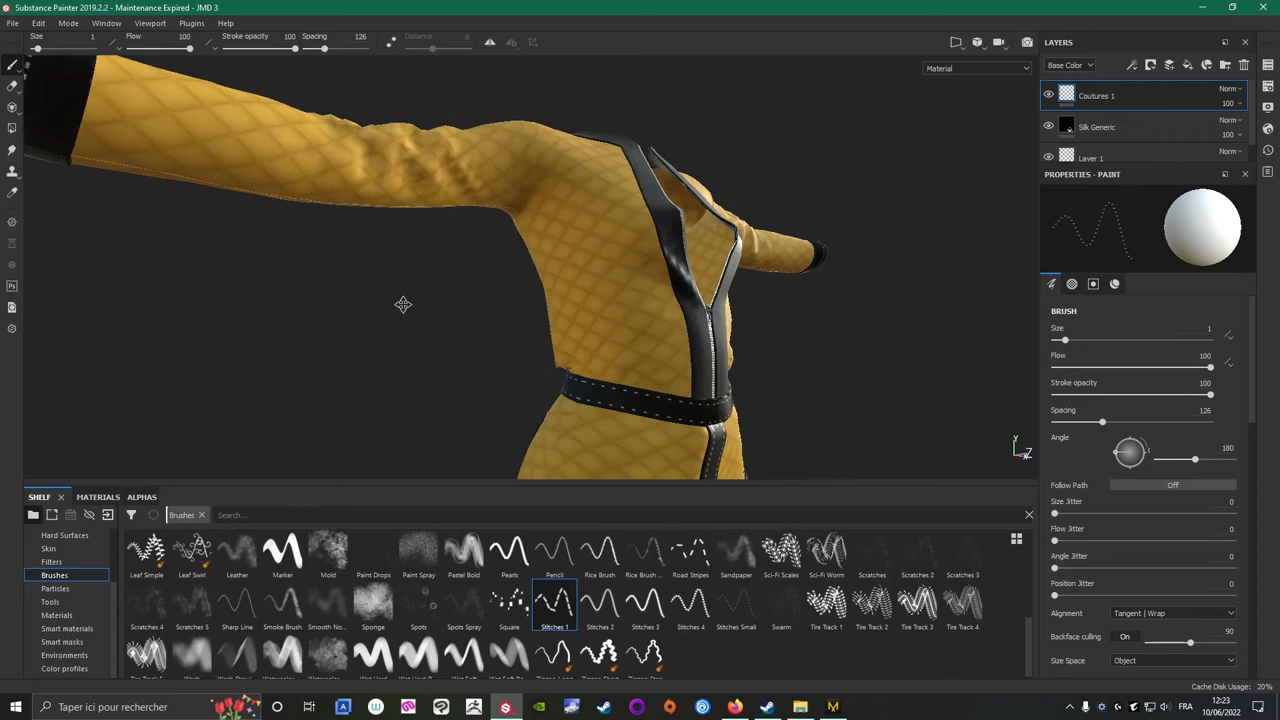 Substance Painter 2019.2.2 - Maintenance Expired - JMD 3
File Edit Mode Window Viewport Plugins Help
Size 1 Flow 100 Stroke opacity 100 Spacing 126 Distance 8
Material
LAYERS
Base Color
Coutures 1 Norm 100
Silk Generic Norm 100
Layer 1 Norm
PROPERTIES - PAINT
BRUSH
Size 1
Flow 100
Stroke opacity 100
Spacing 126
Angle 180
Follow Path Off
Size Jitter 0
Flow Jitter 0
Angle Jitter 0
Position Jitter 0
Alignment Tangent | Wrap
Backface culling On 90
Size Space Object
Y
Z
SHELF MATERIALS ALPHAS
Brushes Search...
Hard Surfaces
Skin
Filters
Brushes
Particles
Tools
Materials
Smart materials
Smart masks
Environments
Color profiles
Leaf Simple Leaf Swirl Leather Marker Mold Paint Drops Paint Spray Pastel Bold Pearls Pencil Rice Brush Rice Brush ... Road Stripes Sandpaper Sci-Fi Scales Sci-Fi Worm Scratches Scratches 2 Scratches 3
Scratches 4 Scratches 5 Sharp Line Smoke Brush Smooth No... Sponge Spots Spots Spray Square Stitches 1 Stitches 2 Stitches 3 Stitches 4 Stitches Small Swarm Tire Track 1 Tire Track 2 Tire Track 3 Tire Track 4
Cache Disk Usage: 20%
Taper ici pour rechercher
FRA
12:23
10/06/2022